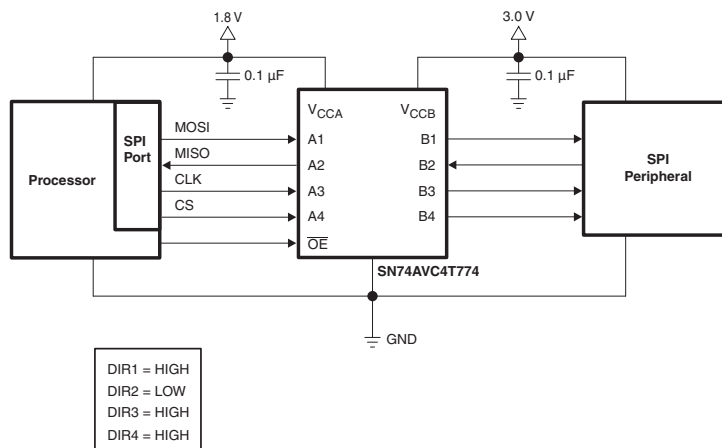 1.8 V
3.0 V
0.1 µF
0.1 µF
VCCA
VCCB
SPI
Port
Processor
MOSI
MISO
CLK
CS
A1
A2
A3
A4
OE
B1
B2
B3
B4
SPI
Peripheral
SN74AVC4T774
GND
DIR1 = HIGH
DIR2 = LOW
DIR3 = HIGH
DIR4 = HIGH